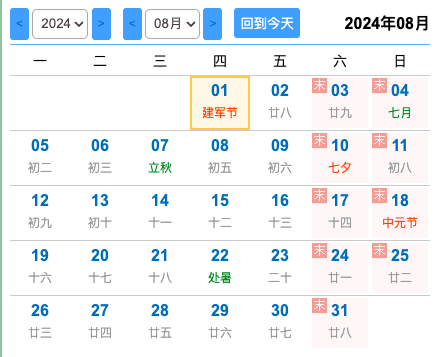 < 2024 > < 08月 > 回到今天 2024年08月
一 二 三 四 五 六 日
01 02 末 03 末 04
建军节 廿八 廿九 七月
05 06 07 08 09 末 10 末 11
初二 初三 立秋 初五 初六 七夕 初八
12 13 14 15 16 末 17 末 18
初九 初十 十一 十二 十三 十四 中元节
19 20 21 22 23 末 24 末 25
十六 十七 十八 处暑 二十 廿一 廿二
26 27 28 29 30 末 31
廿三 廿四 廿五 廿六 廿七 廿八